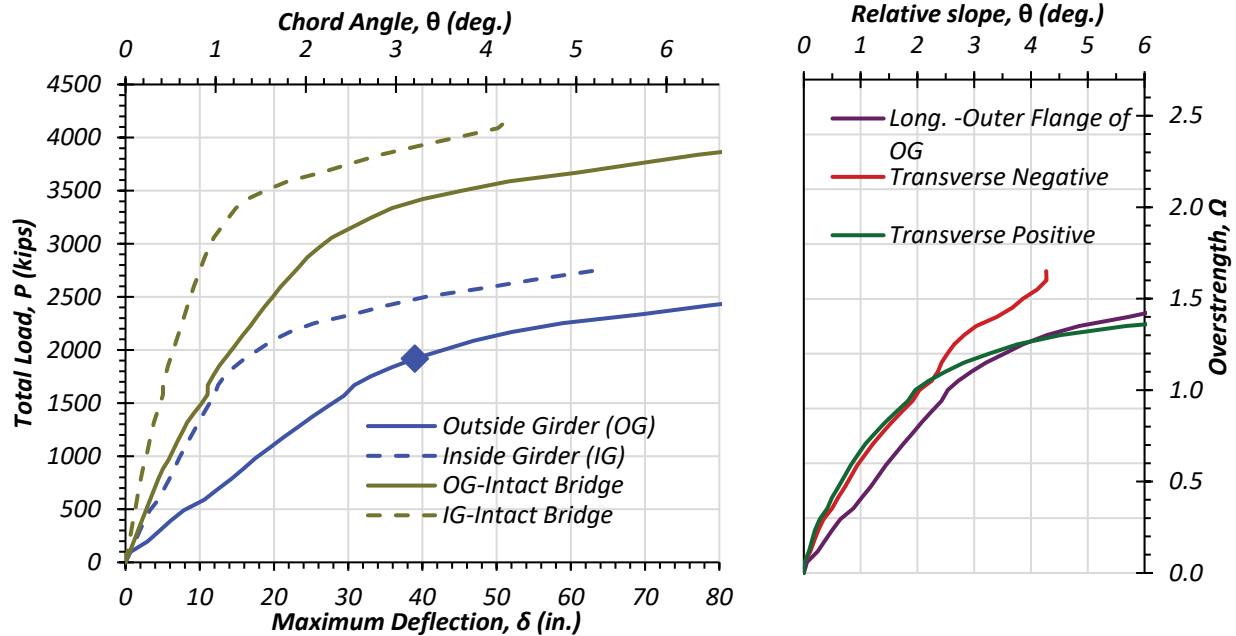 Chord Angle, θ (deg.)
0 1 2 3 4 5 6
4500
4000
3500
3000
2500
2000
1500
1000
500
0
Total Load, P (kips)
Outside Girder (OG)
Inside Girder (IG)
OG-Intact Bridge
IG-Intact Bridge
0 10 20 30 40 50 60 70 80
Maximum Deflection, δ (in.)
Relative slope, θ (deg.)
0 1 2 3 4 5 6
Long. -Outer Flange of
OG
Transverse Negative
Transverse Positive
2.5
2.0
1.5
1.0
0.5
0.0
Overstrength, Ω